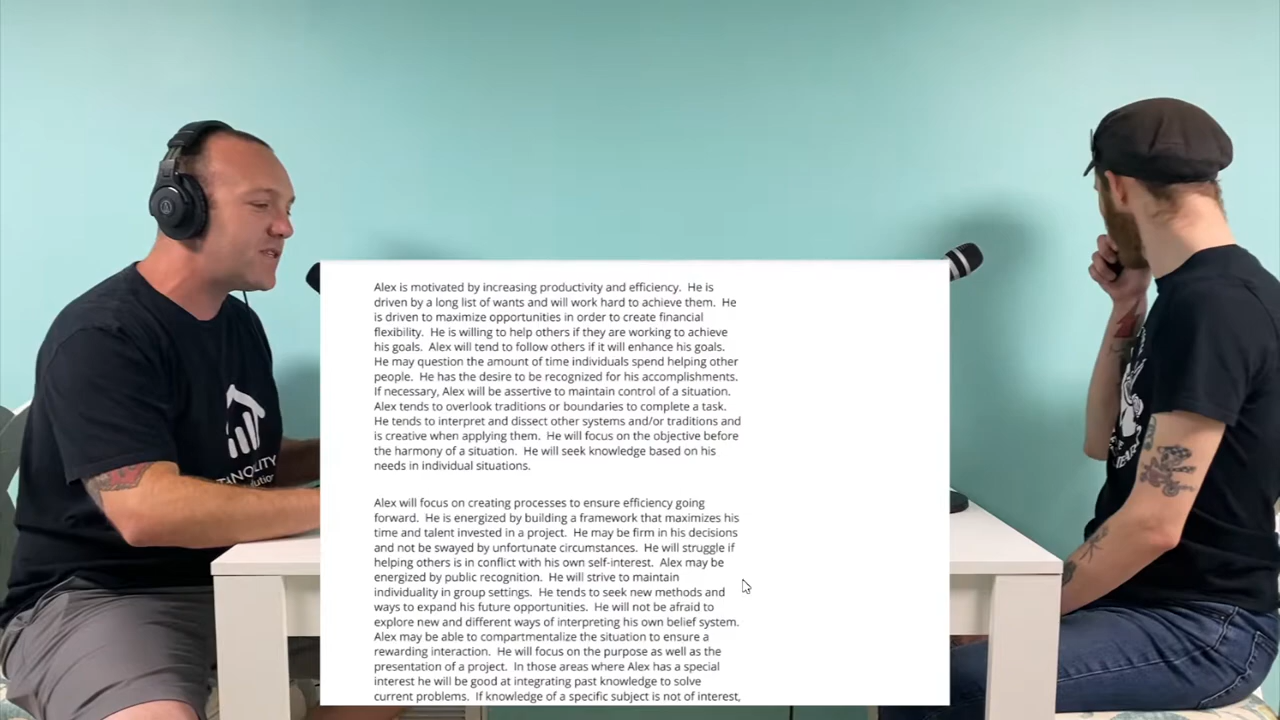 Alex is motivated by increasing productivity and efficiency.  He is
driven by a long list of wants and will work hard to achieve them.  He
is driven to maximize opportunities in order to create financial
flexibility.  He is willing to help others if they are working to achieve
his goals.  Alex will tend to follow others if it will enhance his goals.
He may question the amount of time individuals spend helping other
people.  He has the desire to be recognized for his accomplishments.
If necessary, Alex will be assertive to maintain control of a situation.
Alex tends to overlook traditions or boundaries to complete a task.
He tends to interpret and dissect other systems and/or traditions and
is creative when applying them.  He will focus on the objective before
the harmony of a situation.  He will seek knowledge based on his
needs in individual situations.
Alex will focus on creating processes to ensure efficiency going
forward.  He is energized by building a framework that maximizes his
time and talent invested in a project.  He may be firm in his decisions
and not be swayed by unfortunate circumstances.  He will struggle if
helping others is in conflict with his own self-interest.  Alex may be
energized by public recognition.  He will strive to maintain
individuality in group settings.  He tends to seek new methods and
ways to expand his future opportunities.  He will not be afraid to
explore new and different ways of interpreting his own belief system.
Alex may be able to compartmentalize the situation to ensure a
rewarding interaction.  He will focus on the purpose as well as the
presentation of a project.  In those areas where Alex has a special
interest he will be good at integrating past knowledge to solve
current problems.  If knowledge of a specific subject is not of interest,